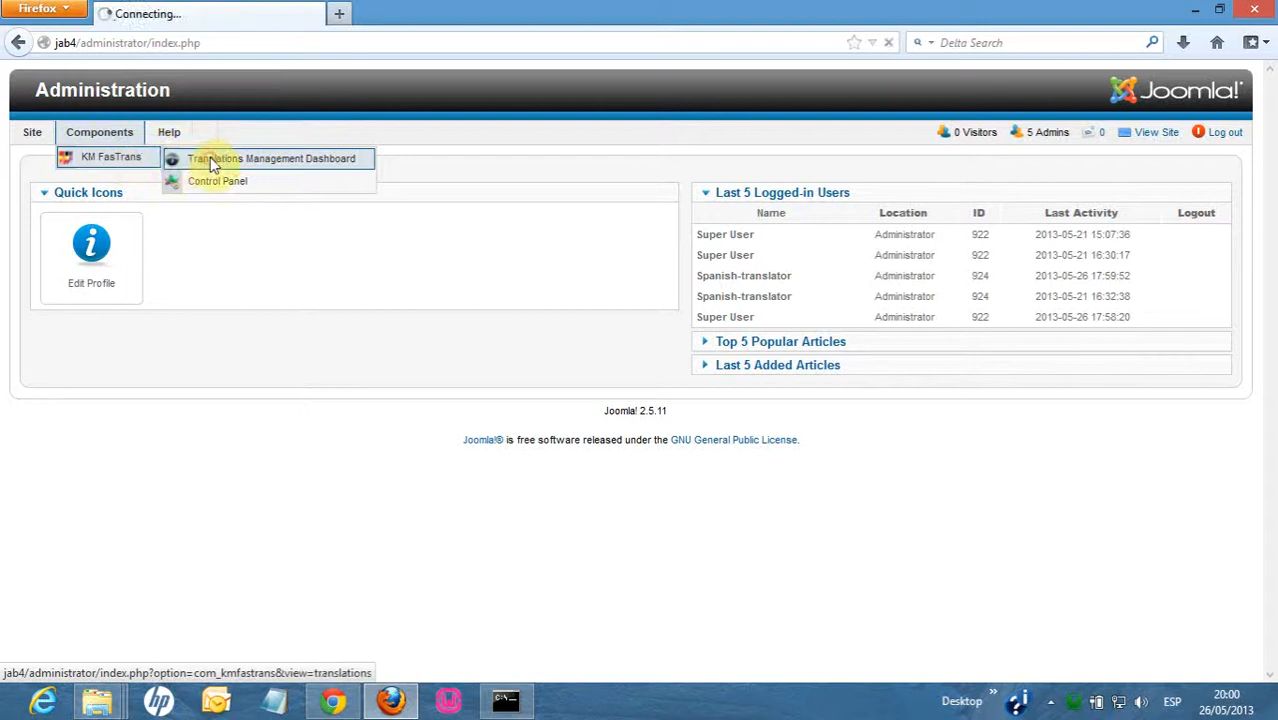 Firefox
Connecting...
jab4/administrator/index.php
Delta Search
Administration
Joomla!®
Site
Components
Help
0 Visitors
5 Admins
0
View Site
Log out
KM FasTrans
Translations Management Dashboard
Control Panel
Quick Icons
Edit Profile
Last 5 Logged-in Users
Name Location ID Last Activity Logout
Super User Administrator 922 2013-05-21 15:07:36
Super User Administrator 922 2013-05-21 16:30:17
Spanish-translator Administrator 924 2013-05-26 17:59:52
Spanish-translator Administrator 924 2013-05-21 16:32:38
Super User Administrator 922 2013-05-26 17:58:20
Top 5 Popular Articles
Last 5 Added Articles
Joomla! 2.5.11
Joomla!® is free software released under the GNU General Public License.
jab4/administrator/index.php?option=com_kmfastrans&view=translations
hp
C:\.
Desktop
ESP
20:00
26/05/2013